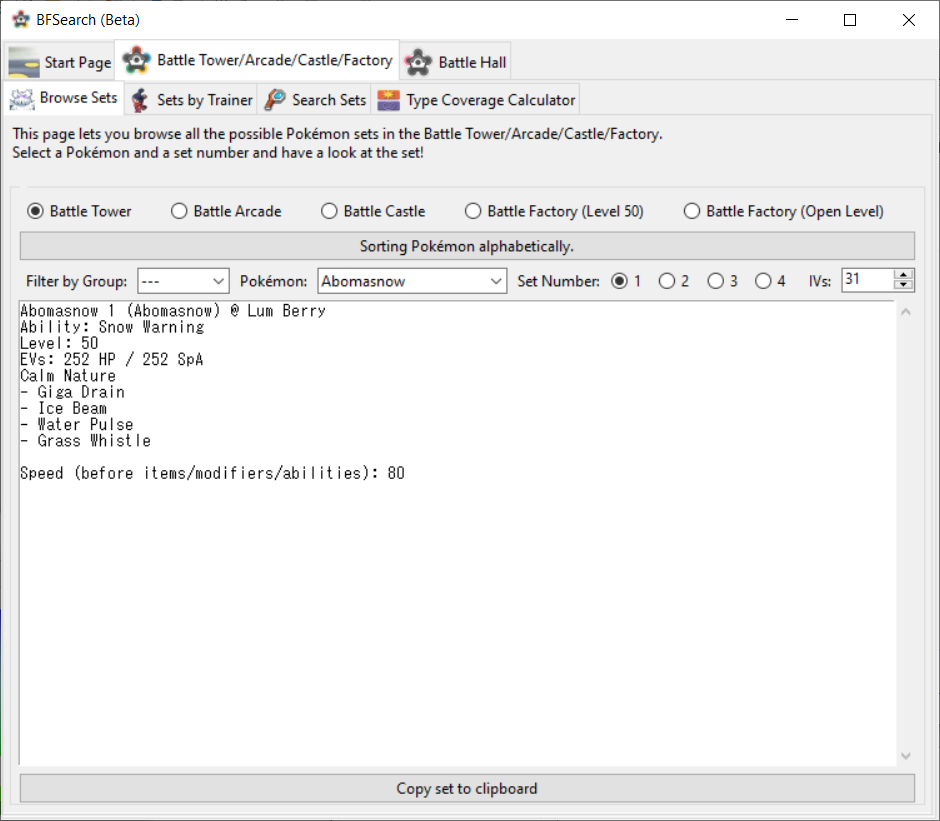 BFSearch (Beta)
Start Page Battle Tower/Arcade/Castle/Factory Battle Hall
Browse Sets Sets by Trainer Search Sets Type Coverage Calculator
This page lets you browse all the possible Pokémon sets in the Battle Tower/Arcade/Castle/Factory.
Select a Pokémon and a set number and have a look at the set!
Battle Tower Battle Arcade Battle Castle Battle Factory (Level 50) Battle Factory (Open Level)
Sorting Pokémon alphabetically.
Filter by Group: --- Pokémon: Abomasnow Set Number: 1 2 3 4 IVs: 31
Abomasnow 1 (Abomasnow) @ Lum Berry
Ability: Snow Warning
Level: 50
EVs: 252 HP / 252 SpA
Calm Nature
- Giga Drain
- Ice Beam
- Water Pulse
- Grass Whistle
Speed (before items/modifiers/abilities): 80
Copy set to clipboard